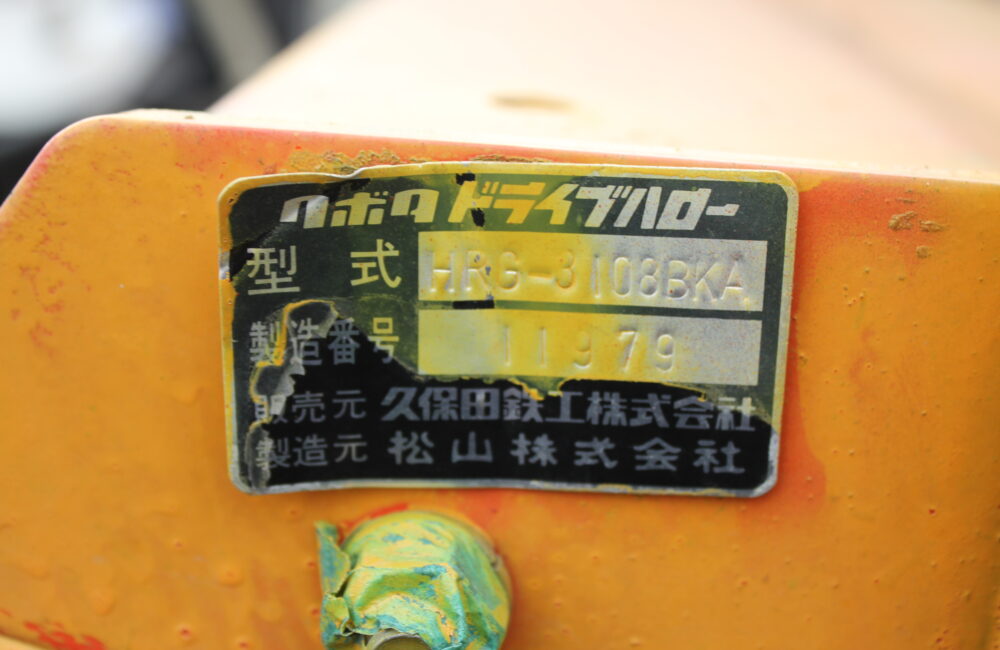 クボタドライブハロー
型式 HRG-3108BKA
製造番号 11979
販売元 久保田鉄工株式会社
製造元 松山株式会社